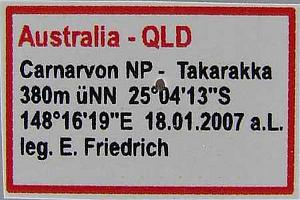 Australia - QLD
Carnarvon NP - Takarakka
380m üNN 25°04'13"S
148°16'19"E 18.01.2007 a.L.
leg. E. Friedrich